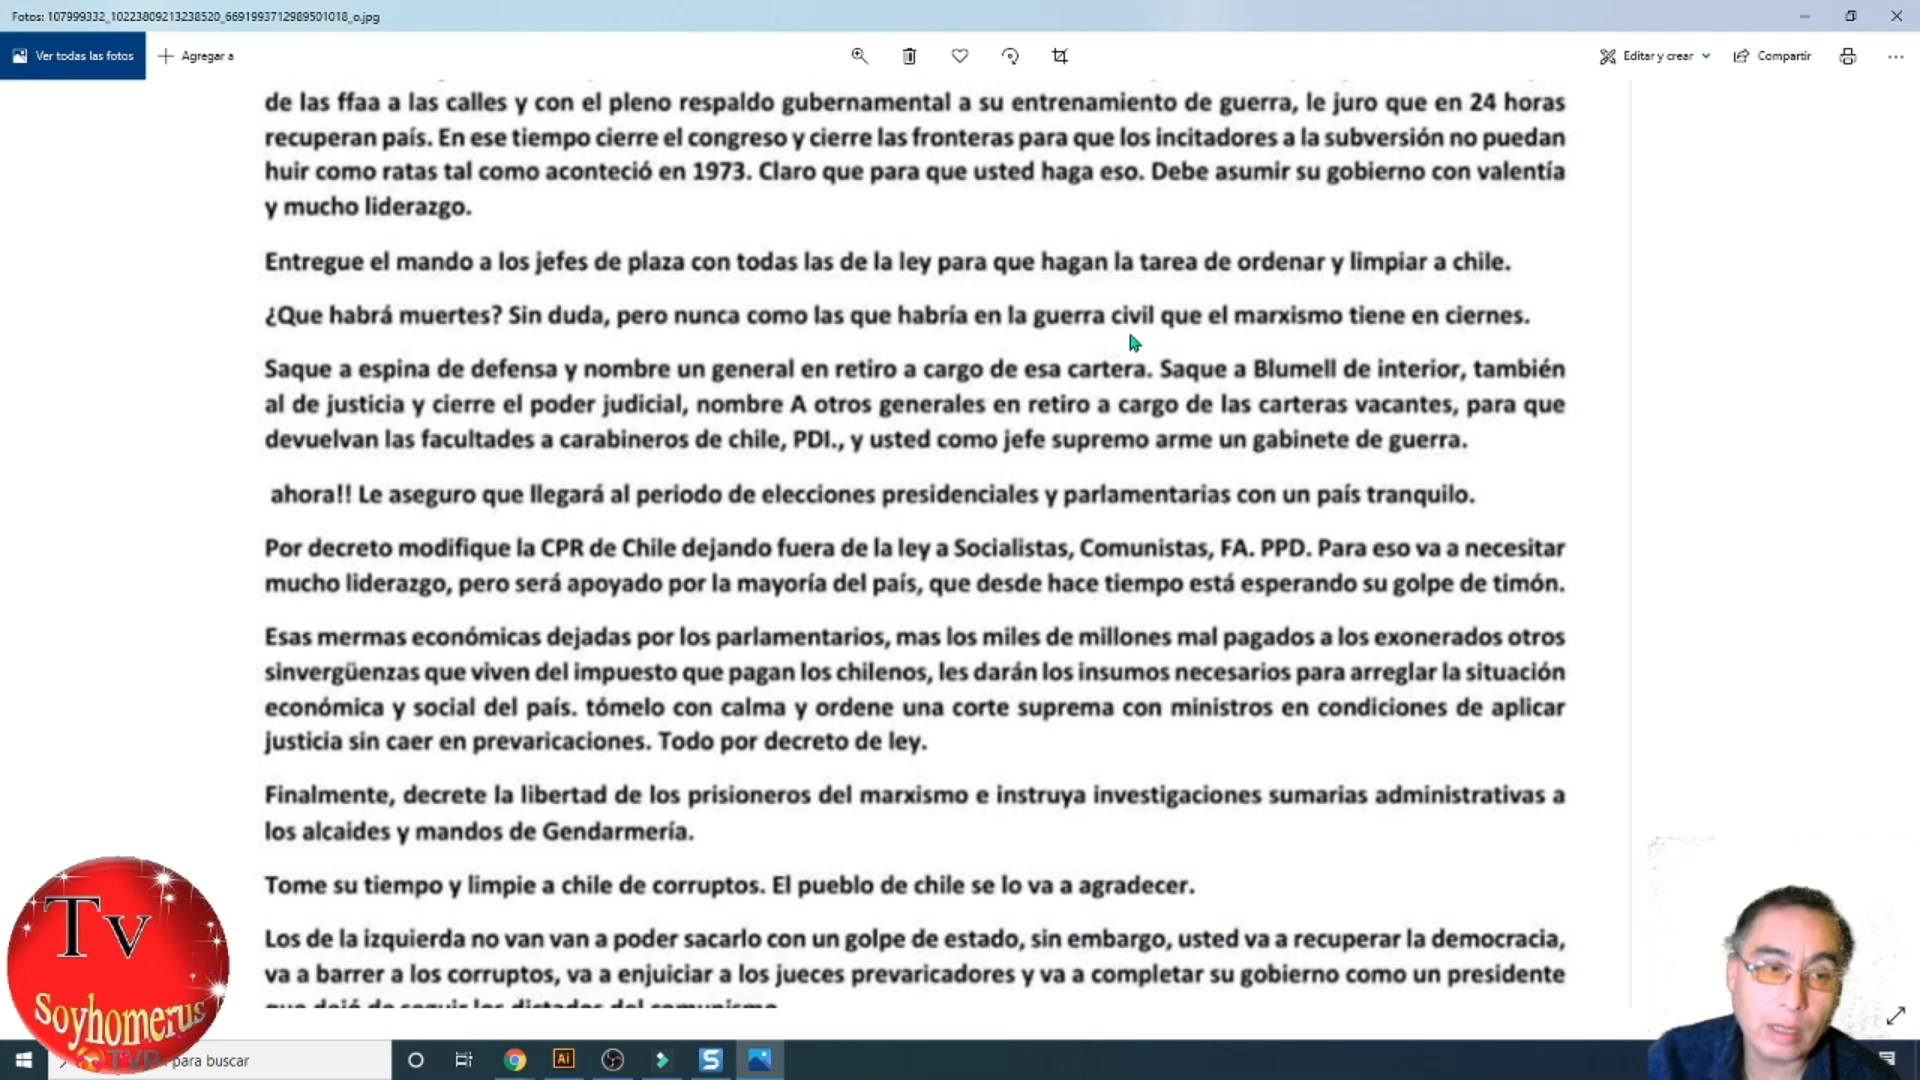 Fotos: 107999332_10223809213238520_6691993712989501018_o.jpg
Ver todas las fotos
Agregar a
Editar y crear
Compartir
de las ffaa a las calles y con el pleno respaldo gubernamental a su entrenamiento de guerra, le juro que en 24 horas
recuperan país. En ese tiempo cierre el congreso y cierre las fronteras para que los incitadores a la subversión no puedan
huir como ratas tal como aconteció en 1973. Claro que para que usted haga eso. Debe asumir su gobierno con valentía
y mucho liderazgo.
Entregue el mando a los jefes de plaza con todas las de la ley para que hagan la tarea de ordenar y limpiar a chile.
¿Que habrá muertes? Sin duda, pero nunca como las que habría en la guerra civil que el marxismo tiene en ciernes.
Saque a espina de defensa y nombre un general en retiro a cargo de esa cartera. Saque a Blumell de interior, también
al de justicia y cierre el poder judicial, nombre A otros generales en retiro a cargo de las carteras vacantes, para que
devuelvan las facultades a carabineros de chile, PDI., y usted como jefe supremo arme un gabinete de guerra.
ahora!! Le aseguro que llegará al periodo de elecciones presidenciales y parlamentarias con un país tranquilo.
Por decreto modifique la CPR de Chile dejando fuera de la ley a Socialistas, Comunistas, FA. PPD. Para eso va a necesitar
mucho liderazgo, pero será apoyado por la mayoría del país, que desde hace tiempo está esperando su golpe de timón.
Esas mermas económicas dejadas por los parlamentarios, mas los miles de millones mal pagados a los exonerados otros
sinvergüenzas que viven del impuesto que pagan los chilenos, les darán los insumos necesarios para arreglar la situación
económica y social del país. tómelo con calma y ordene una corte suprema con ministros en condiciones de aplicar
justicia sin caer en prevaricaciones. Todo por decreto de ley.
Finalmente, decrete la libertad de los prisioneros del marxismo e instruya investigaciones sumarias administrativas a
los alcaides y mandos de Gendarmería.
Tome su tiempo y limpie a chile de corruptos. El pueblo de chile se lo va a agradecer.
Los de la izquierda no van van a poder sacarlo con un golpe de estado, sin embargo, usted va a recuperar la democracia,
va a barrer a los corruptos, va a enjuiciar a los jueces prevaricadores y va a completar su gobierno como un presidente
que dejó de seguir los dictados del comunismo
Tv
Soyhomerus
para buscar
Ai
S